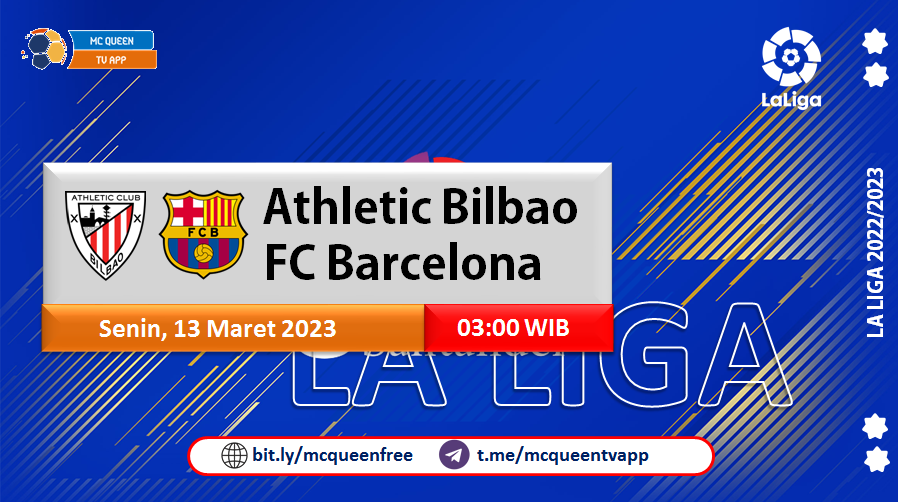 MC QUEEN
TV APP
LaLiga
ATHLETIC CLUB
BILBAO
FCB
Athletic Bilbao
FC Barcelona
Senin, 13 Maret 2023
03:00 WIB
Santander
LA LIGA
LA LIGA 2022/2023
bit.ly/mcqueenfree
t.me/mcqueentvapp